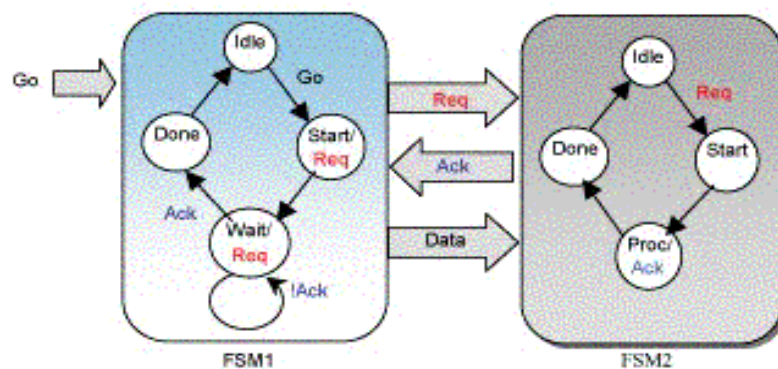 Go
Idle
Go
Done
Start/
Req
Ack
Wait/
Req
!Ack
FSM1
Req
Ack
Data
Idle
Req
Done
Start
Proc/
Ack
FSM2